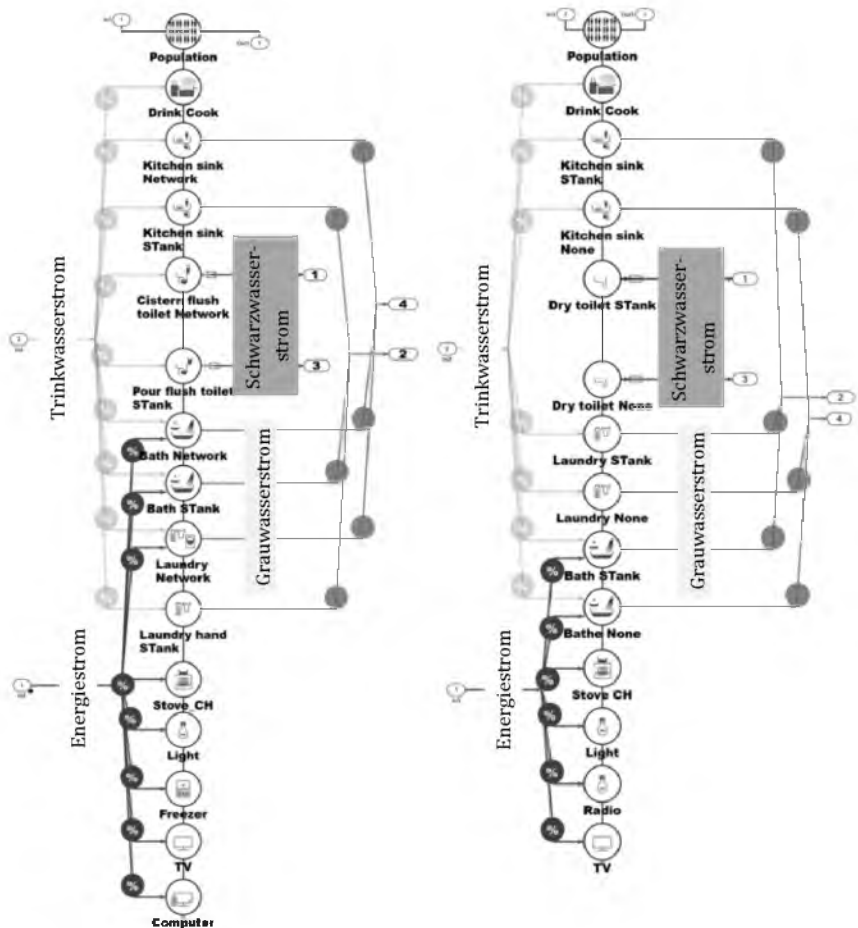 Population
Drink Cook
Kitchen sink
Network
Kitchen sink
STank
Cistern flush
toilet Network
Pour flush toilet
STank
Bath Network
Bath STank
Laundry
Network
Laundry hand
STank
Stove_CH
Light
Freezer
TV
Computer
Trinkwasserstrom
Energiestrom
Schwarzwasser-
strom
Grauwasserstrom
1
3
4
2
%
%
%
%
%
%
%
%
Population
Drink Cook
Kitchen sink
STank
Kitchen sink
None
Dry toilet STank
Dry toilet None
Laundry STank
Laundry None
Bath STank
Bathe None
Stove CH
Light
Radio
TV
Trinkwasserstrom
Energiestrom
Schwarzwasser-
strom
Grauwasserstrom
1
3
2
4
%
%
%
%
%
%